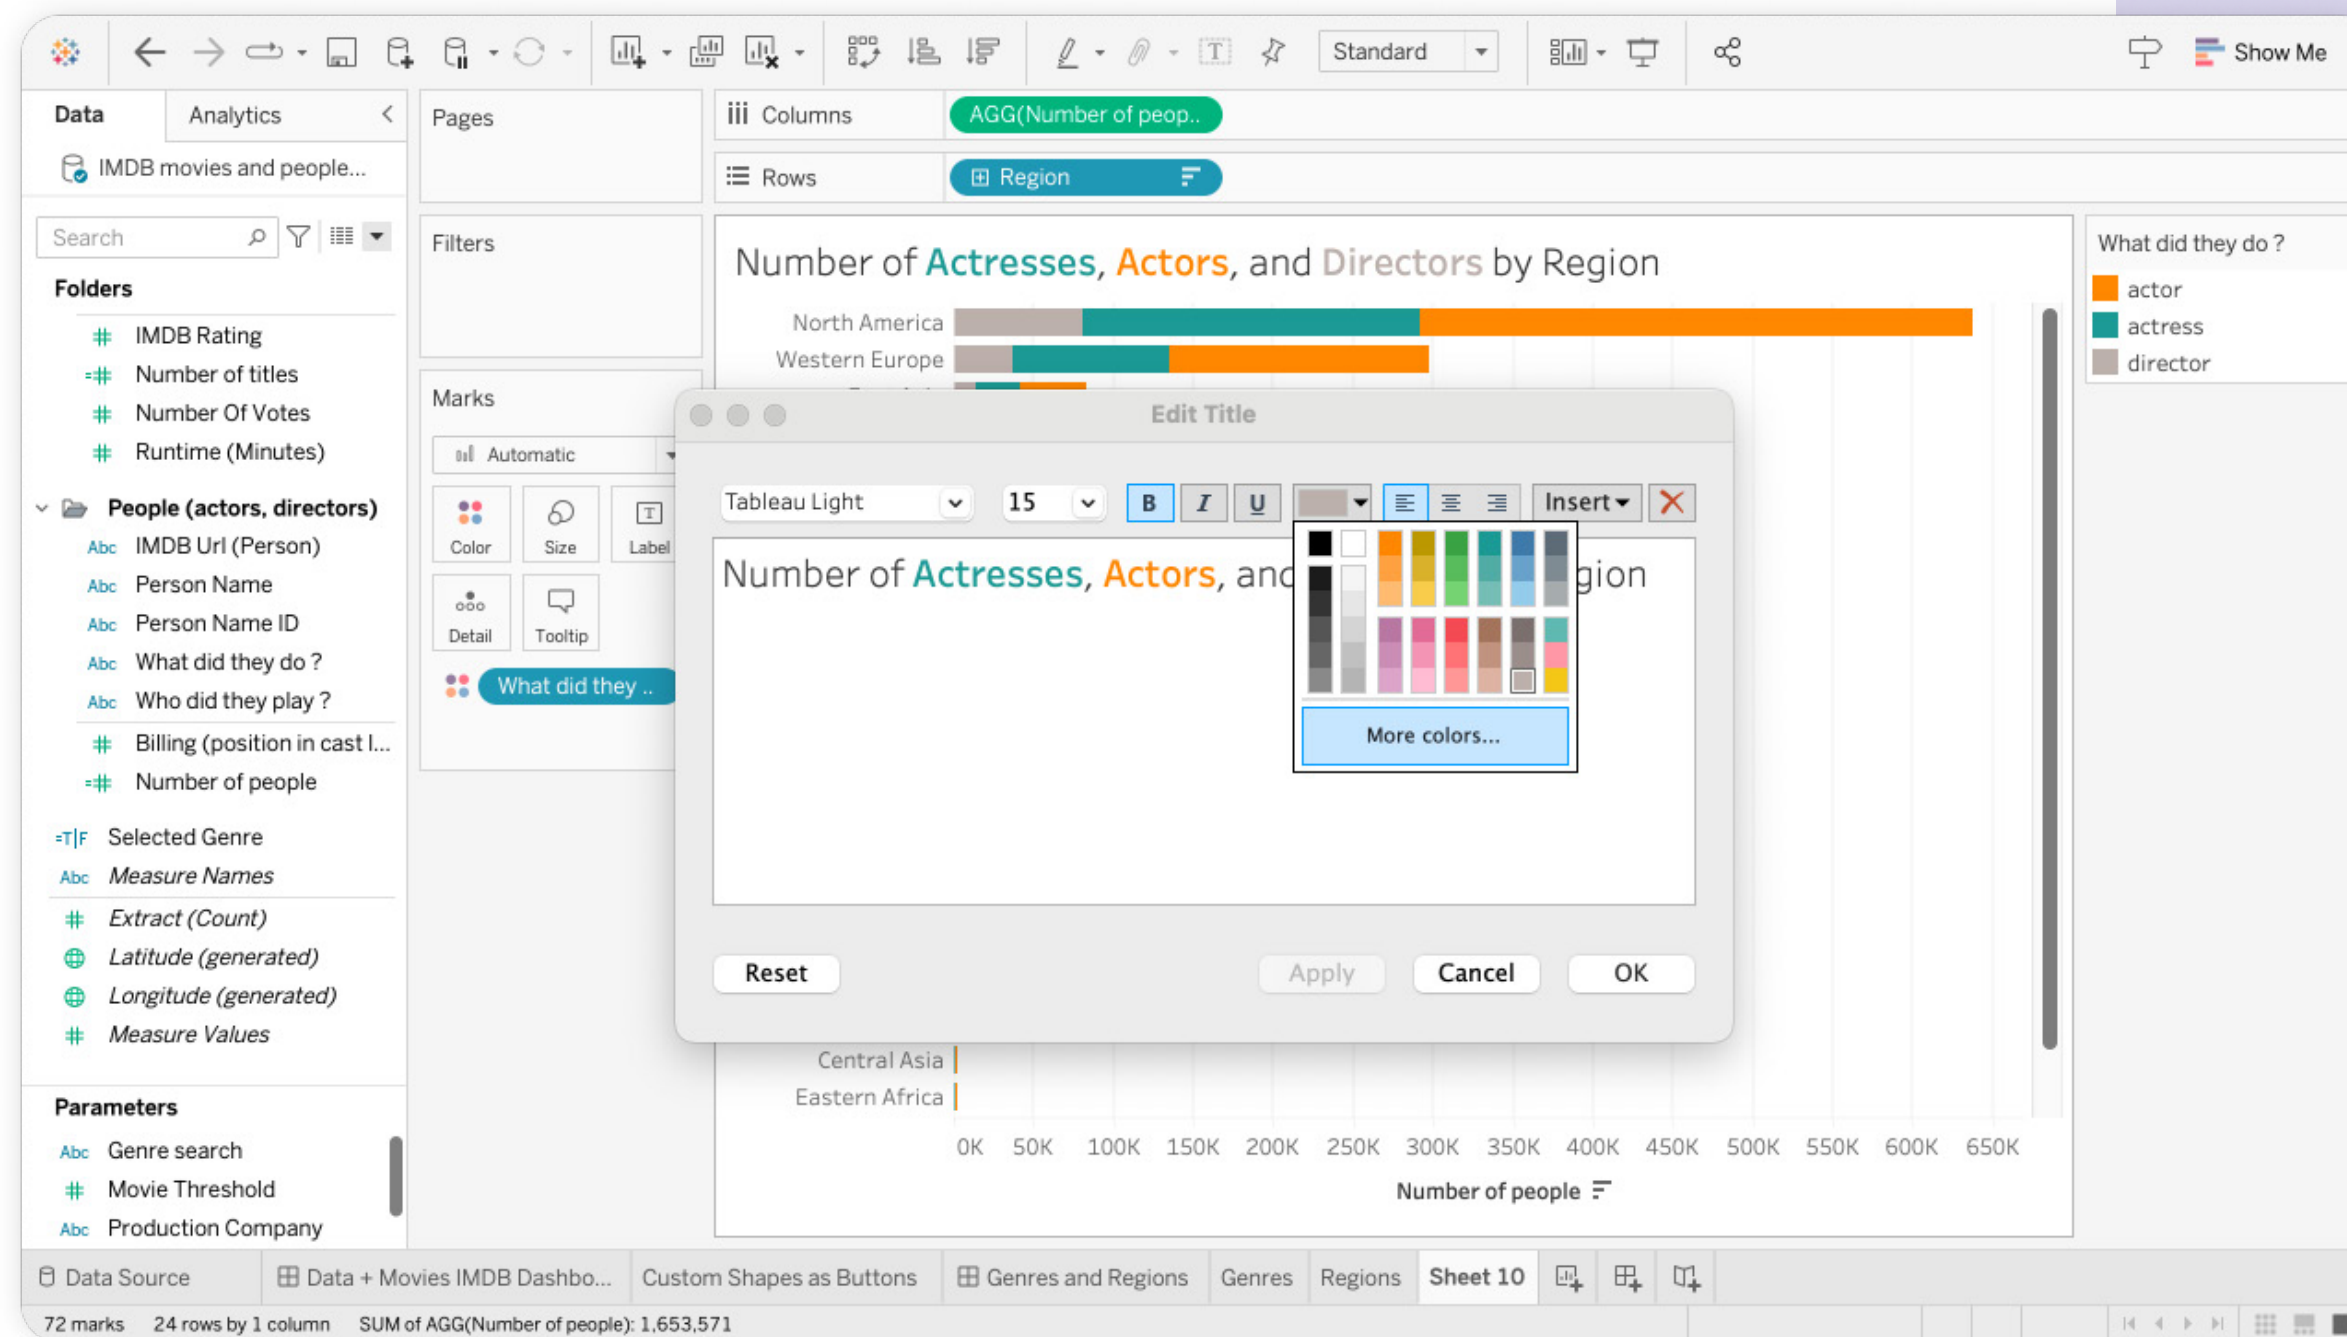 Standard
Show Me
Data
Analytics
IMDB movies and people...
Search
Folders
IMDB Rating
Number of titles
Number Of Votes
Runtime (Minutes)
People (actors, directors)
Abc IMDB Url (Person)
Abc Person Name
Abc Person Name ID
Abc What did they do ?
Abc Who did they play ?
Billing (position in cast l...
Number of people
=T|F Selected Genre
Abc Measure Names
Extract (Count)
Latitude (generated)
Longitude (generated)
Measure Values
Parameters
Abc Genre search
Movie Threshold
Abc Production Company
Pages
Filters
Marks
Automatic
Color
Size
Label
Detail
Tooltip
What did they ..
Columns
AGG(Number of peop..
Rows
Region
Number of Actresses, Actors, and Directors by Region
North America
Western Europe
Edit Title
Tableau Light
15
B
I
U
Insert
Number of Actresses, Actors, and
gion
More colors...
Reset
Apply
Cancel
OK
Central Asia
Eastern Africa
0K 50K 100K 150K 200K 250K 300K 350K 400K 450K 500K 550K 600K 650K
Number of people
What did they do ?
actor
actress
director
Data Source
Data + Movies IMDB Dashbo...
Custom Shapes as Buttons
Genres and Regions
Genres
Regions
Sheet 10
72 marks
24 rows by 1 column
SUM of AGG(Number of people): 1,653,571